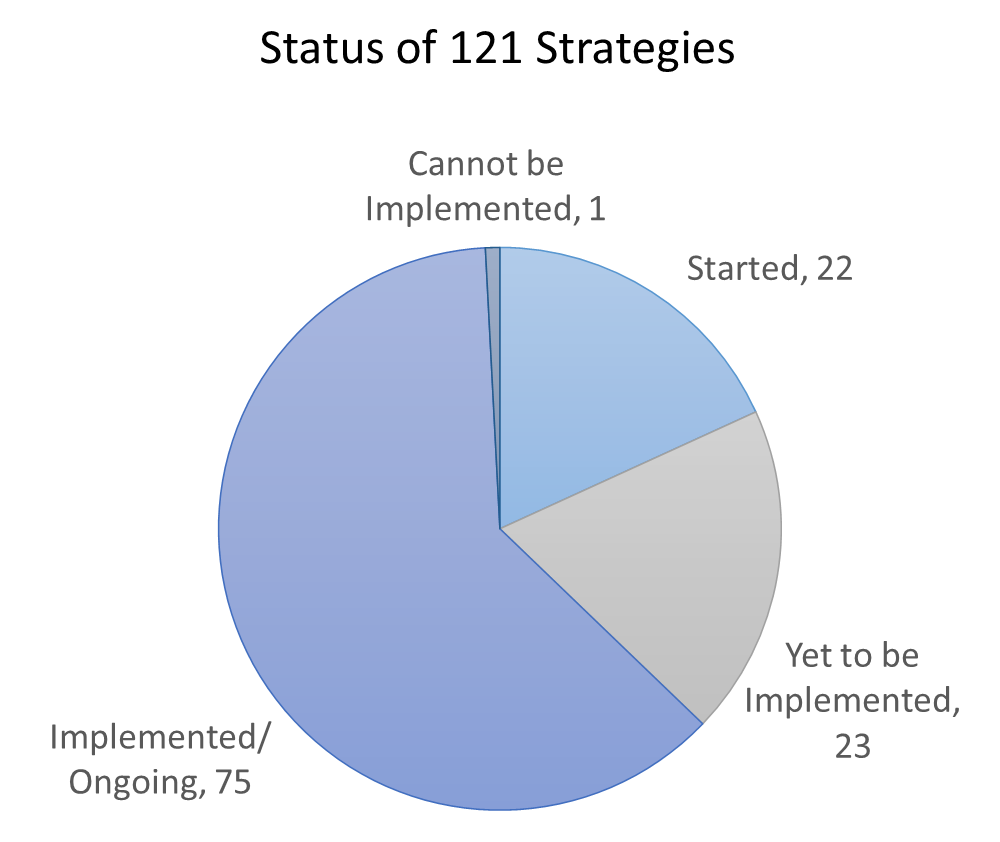 Status of 121 Strategies
Cannot be
Implemented, 1
Started, 22
Yet to be
Implemented,
23
Implemented/
Ongoing, 75